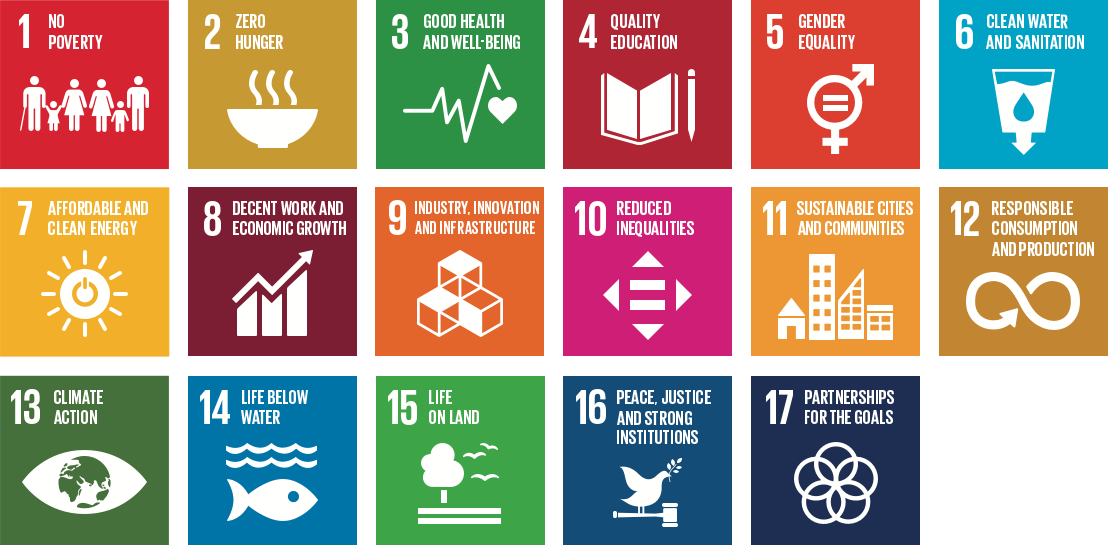 1 NO
POVERTY
2 ZERO
HUNGER
3 GOOD HEALTH
AND WELL-BEING
4 QUALITY
EDUCATION
5 GENDER
EQUALITY
6 CLEAN WATER
AND SANITATION
7 AFFORDABLE AND
CLEAN ENERGY
8 DECENT WORK AND
ECONOMIC GROWTH
9 INDUSTRY, INNOVATION
AND INFRASTRUCTURE
10 REDUCED
INEQUALITIES
11 SUSTAINABLE CITIES
AND COMMUNITIES
12 RESPONSIBLE
CONSUMPTION
AND PRODUCTION
13 CLIMATE
ACTION
14 LIFE BELOW
WATER
15 LIFE
ON LAND
16 PEACE, JUSTICE
AND STRONG
INSTITUTIONS
17 PARTNERSHIPS
FOR THE GOALS